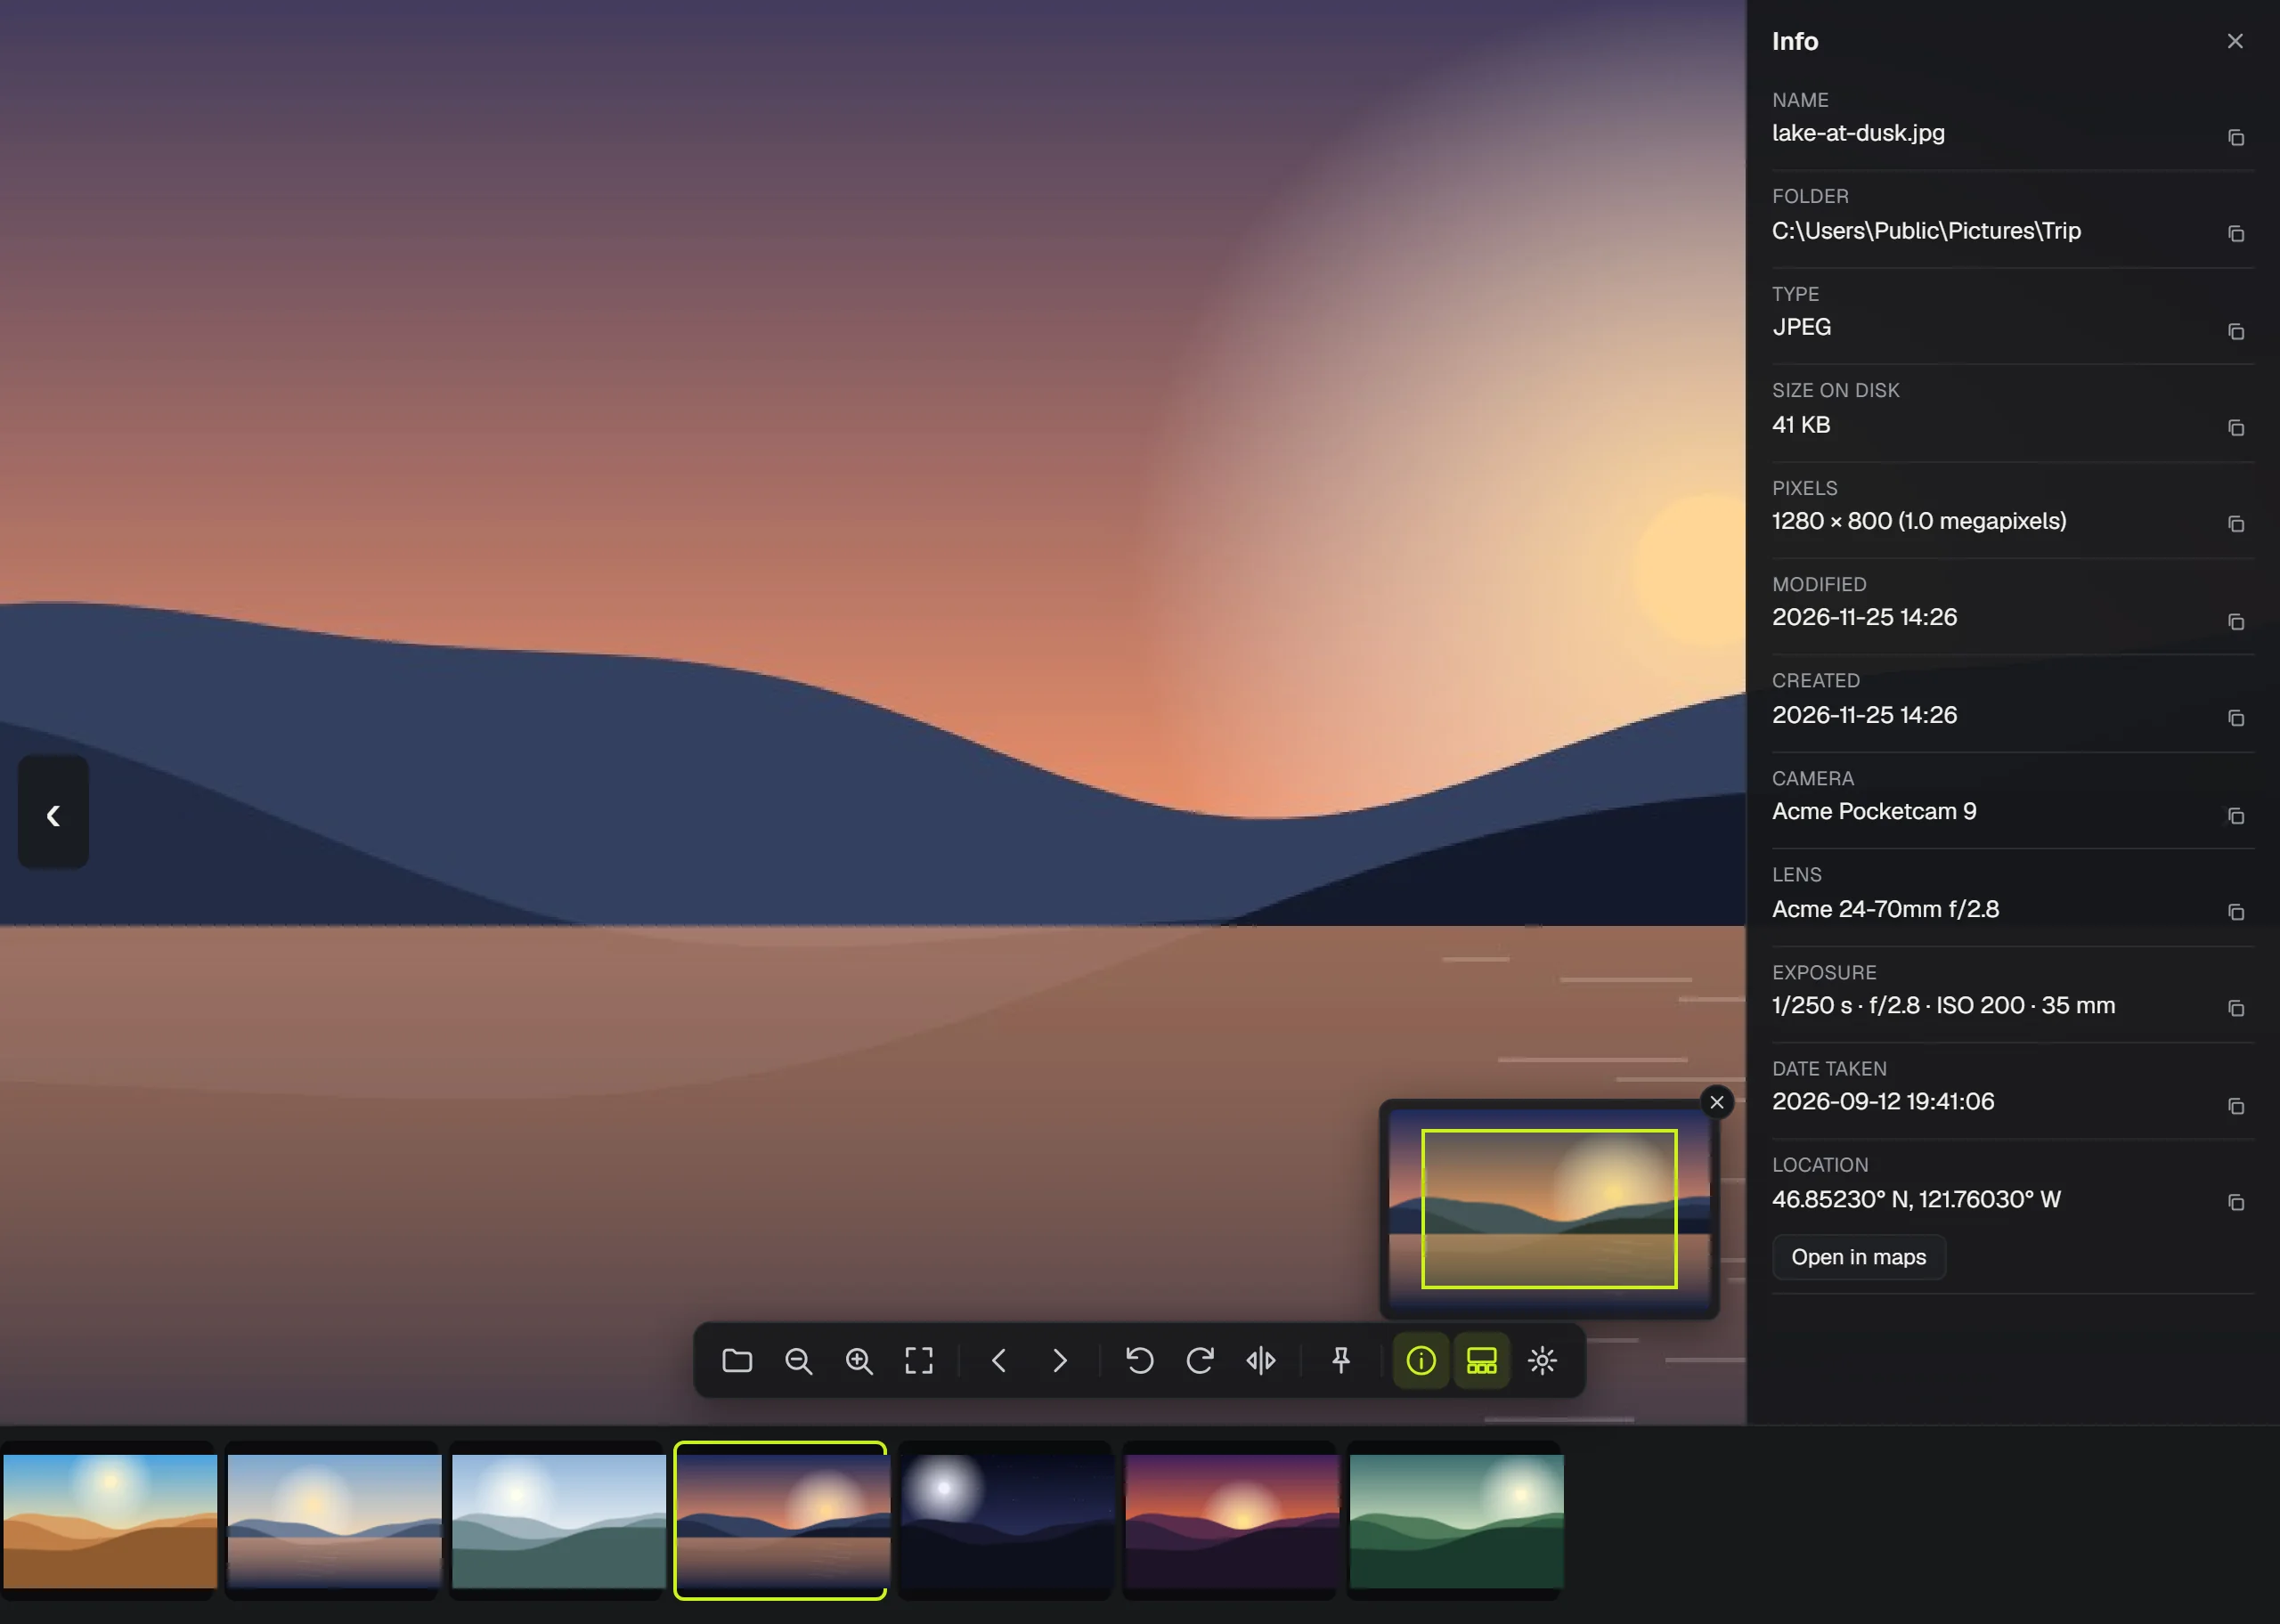 Info
NAME
lake-at-dusk.jpg
FOLDER
C:\Users\Public\Pictures\Trip
TYPE
JPEG
SIZE ON DISK
41 KB
PIXELS
1280 × 800 (1.0 megapixels)
MODIFIED
2026-11-25 14:26
CREATED
2026-11-25 14:26
CAMERA
Acme Pocketcam 9
LENS
Acme 24-70mm f/2.8
EXPOSURE
1/250 s · f/2.8 · ISO 200 · 35 mm
DATE TAKEN
2026-09-12 19:41:06
LOCATION
46.85230° N, 121.76030° W
Open in maps